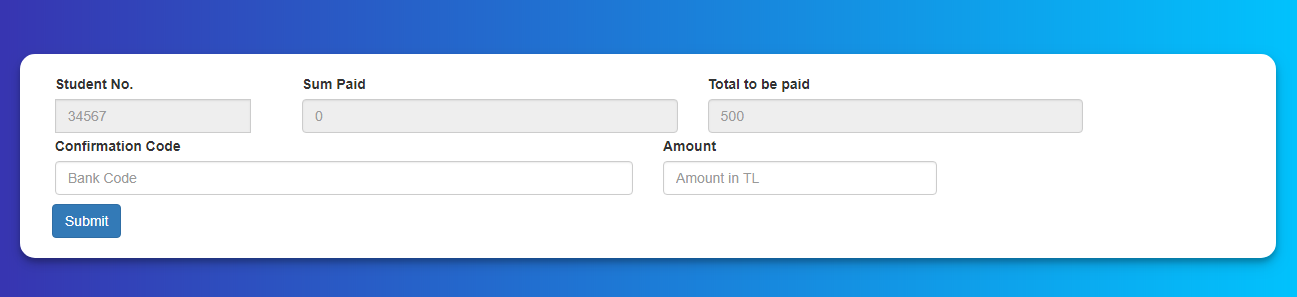 Student No. Sum Paid Total to be paid
34567 0 500
Confirmation Code Amount
Bank Code Amount in TL
Submit